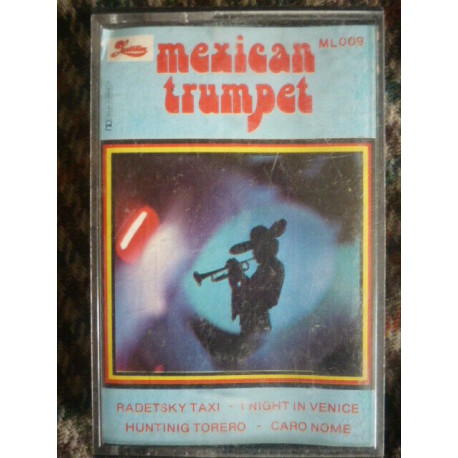 mexican
ML009
trumpet
RADETSKY TAXI - 1 NIGHT IN VENICE
HUNTINIG TORERO - CARO NOME